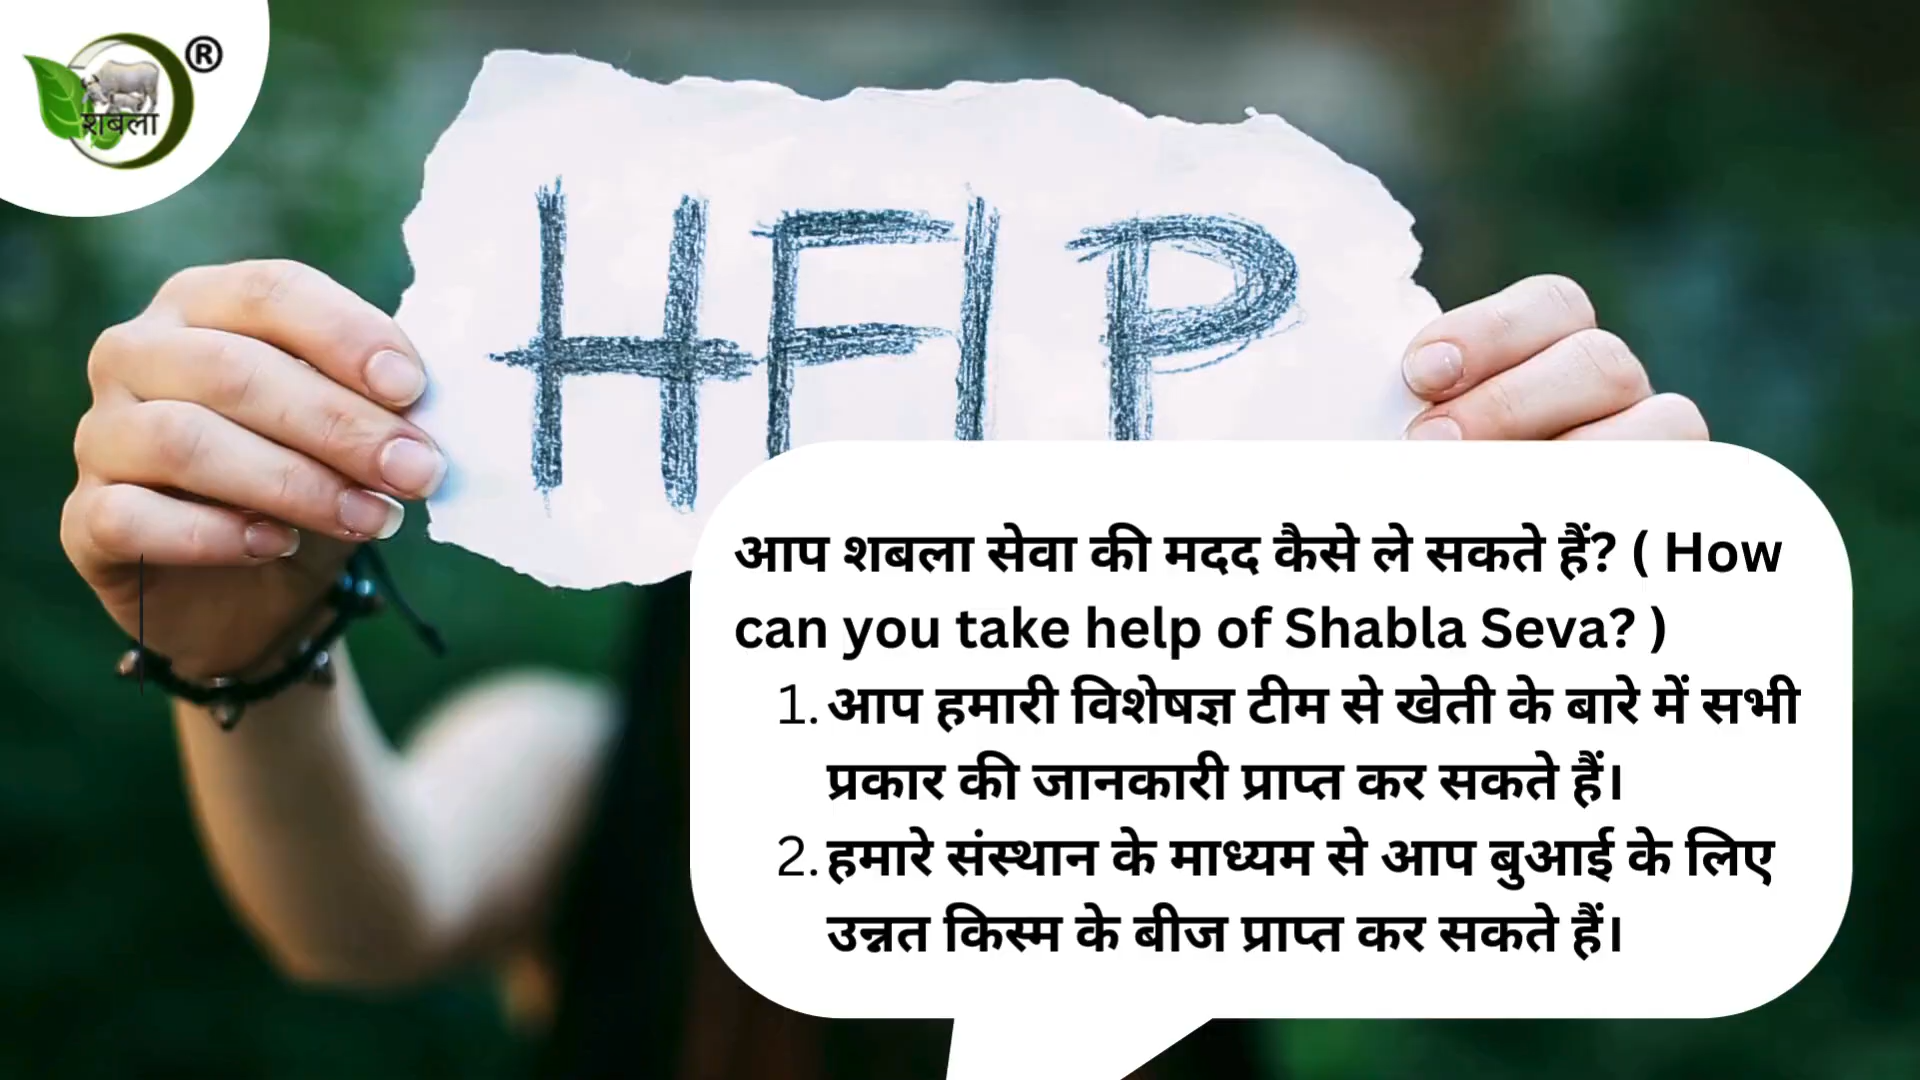 ®
शबला
HELP
आप शबला सेवा की मदद कैसे ले सकते हैं? ( How
can you take help of Shabla Seva? )
1. आप हमारी विशेषज्ञ टीम से खेती के बारे में सभी
प्रकार की जानकारी प्राप्त कर सकते हैं।
2. हमारे संस्थान के माध्यम से आप बुआई के लिए
उन्नत किस्म के बीज प्राप्त कर सकते हैं।